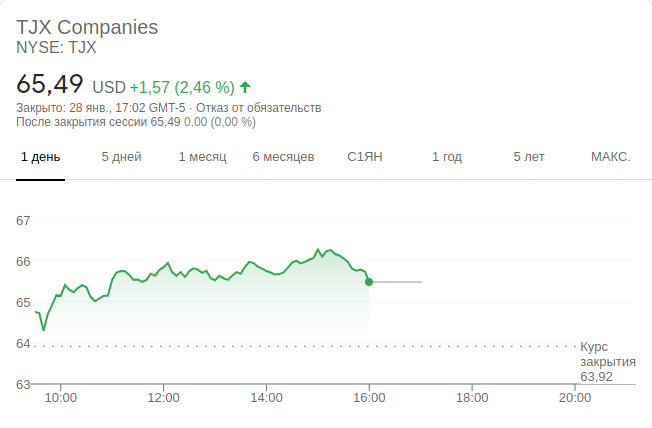 TJX Companies
NYSE: TJX
65,49 USD +1,57 (2,46 %)
Закрыто: 28 янв., 17:02 GMT-5 · Отказ от обязательств
После закрытия сессии 65,49 0,00 (0,00 %)
1 день 5 дней 1 месяц 6 месяцев С1ЯН 1 год 5 лет МАКС.
67
66
65
64
Курс
закрытия
63,92
63
10:00 12:00 14:00 16:00 18:00 20:00